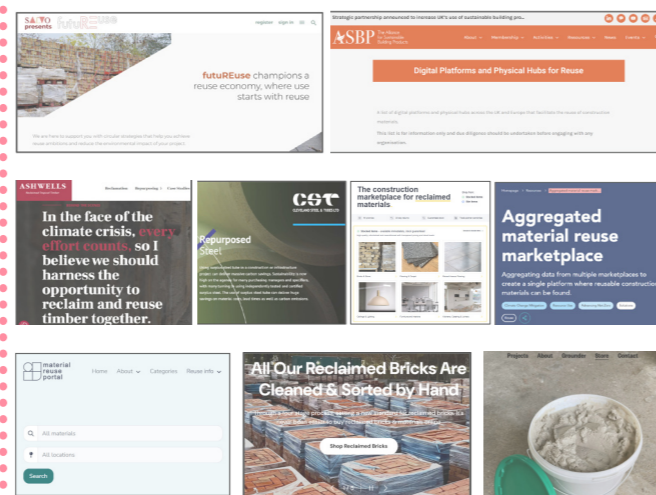 SALVO
presents
futuREuse
register sign in
futuREuse champions a
reuse economy, where use
starts with reuse
We are here to support you with circular strategies that help you achieve
reuse ambitions and reduce the environmental impact of your project.
Strategic partnership announced to increase UK's use of sustainable building pro...
ASBP
The Alliance
for Sustainable
Building Products
About Membership Activities Resources News Events
Digital Platforms and Physical Hubs for Reuse
A list of digital platforms and physical hubs across the UK and Europe that facilitate the reuse of construction
materials.
This list is for information only and due diligence should be undertaken before engaging with any
organisation.
ASHWELLS
Reclamation Repurposing Case Studies
In the face of the
climate crisis, every
effort counts, so I
believe we should
harness the
opportunity to
reclaim and reuse
timber together.
CST
CLEVELAND STEEL & TUBES LTD
Repurposed
Steel
The construction
marketplace for reclaimed
materials
Homepage Resources
Aggregated
material reuse
marketplace
Aggregating data from multiple marketplaces to
create a single platform where reusable construction
materials can be found.
Share
material
reuse
portal
Home About Categories Reuse info
All materials
All locations
Search
All Our Reclaimed Bricks Are
Cleaned & Sorted by Hand
Shop Reclaimed Bricks
Projects About Grounded Store Contact